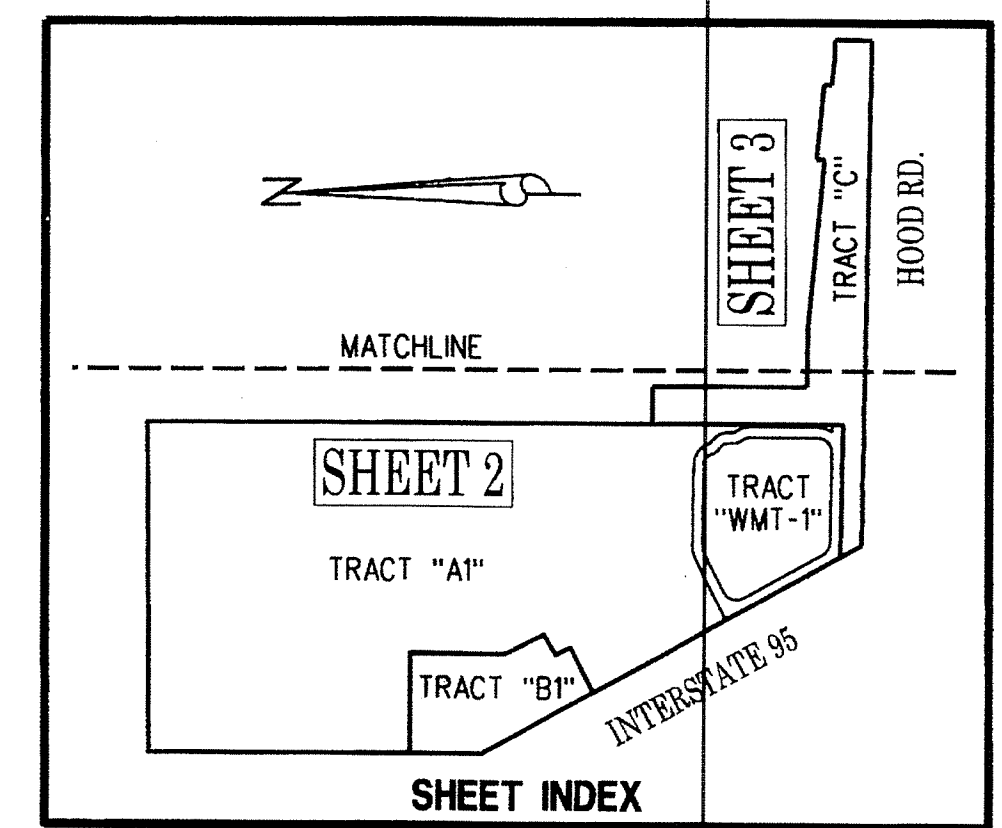 N
SHEET 3
TRACT "C"
HOOD RD.
MATCHLINE
SHEET 2
TRACT
"WMT-1"
TRACT "A1"
TRACT "B1"
INTERSTATE 95
SHEET INDEX